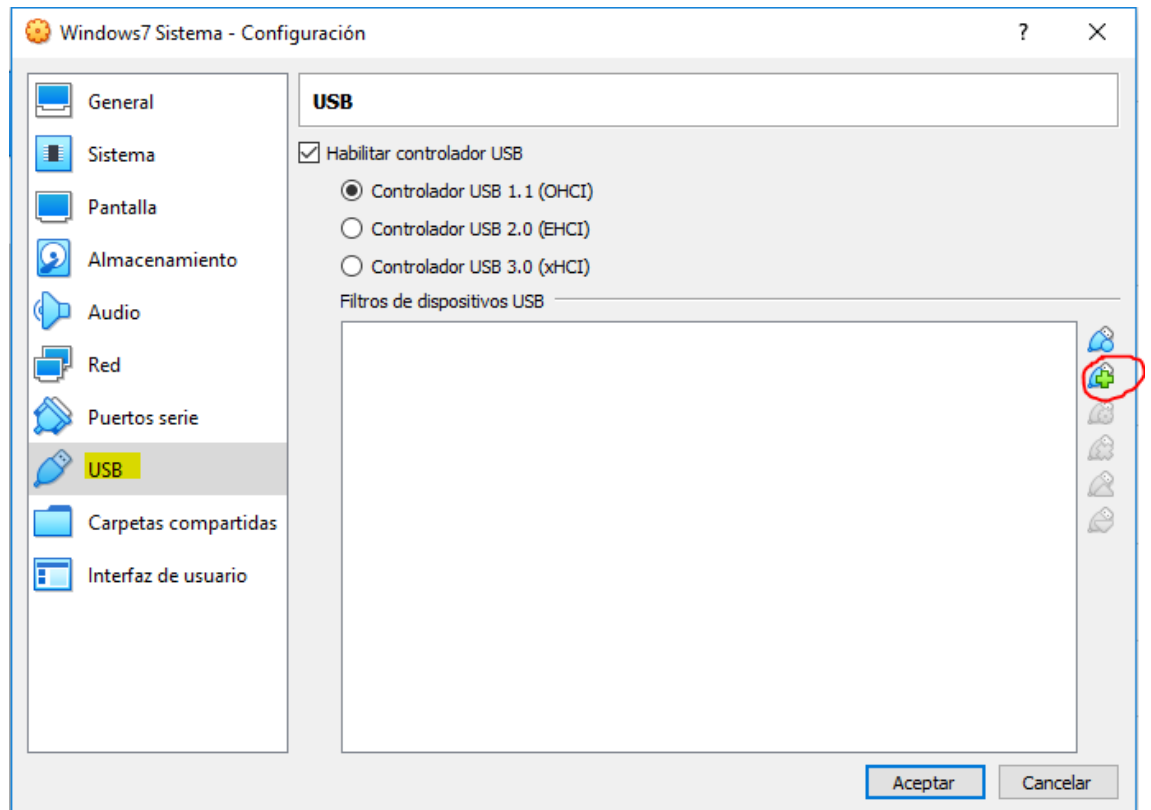 Windows7 Sistema - Configuración
?
General
Sistema
Pantalla
Almacenamiento
Audio
Red
Puertos serie
USB
Carpetas compartidas
Interfaz de usuario
USB
Habilitar controlador USB
Controlador USB 1.1 (OHCI)
Controlador USB 2.0 (EHCI)
Controlador USB 3.0 (xHCI)
Filtros de dispositivos USB
Aceptar
Cancelar